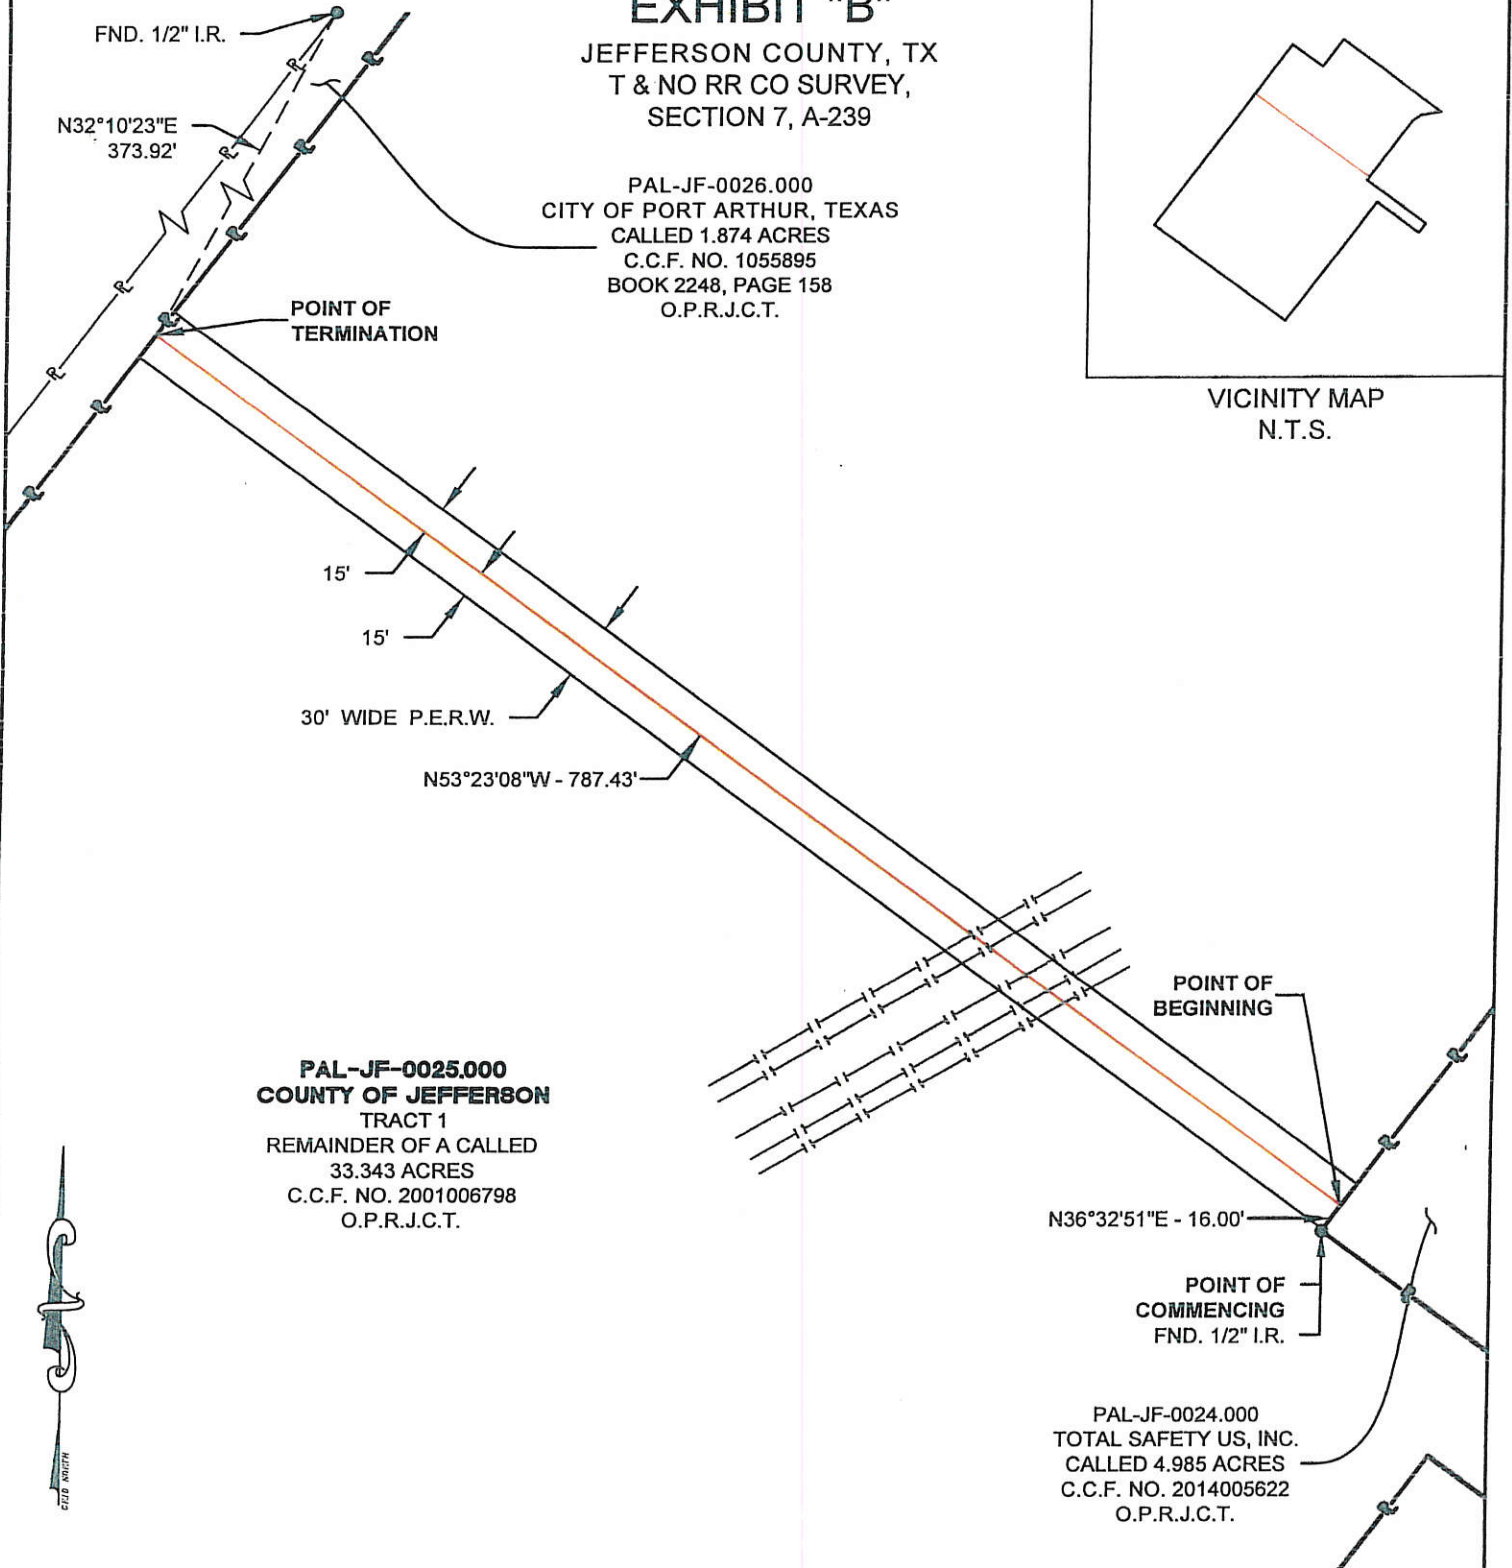 EXHIBIT "B"
JEFFERSON COUNTY, TX
T & NO RR CO SURVEY,
SECTION 7, A-239
FND. 1/2" I.R.
N32°10'23"E
373.92'
PAL-JF-0026.000
CITY OF PORT ARTHUR, TEXAS
CALLED 1.874 ACRES
C.C.F. NO. 1055895
BOOK 2248, PAGE 158
O.P.R.J.C.T.
POINT OF
TERMINATION
VICINITY MAP
N.T.S.
15'
15'
30' WIDE P.E.R.W.
N53°23'08"W - 787.43'
POINT OF
BEGINNING
PAL-JF-0025.000
COUNTY OF JEFFERSON
TRACT 1
REMAINDER OF A CALLED
33.343 ACRES
C.C.F. NO. 2001006798
O.P.R.J.C.T.
N36°32'51"E - 16.00'
POINT OF
COMMENCING
FND. 1/2" I.R.
PAL-JF-0024.000
TOTAL SAFETY US, INC.
CALLED 4.985 ACRES
C.C.F. NO. 2014005622
O.P.R.J.C.T.
GRID NORTH